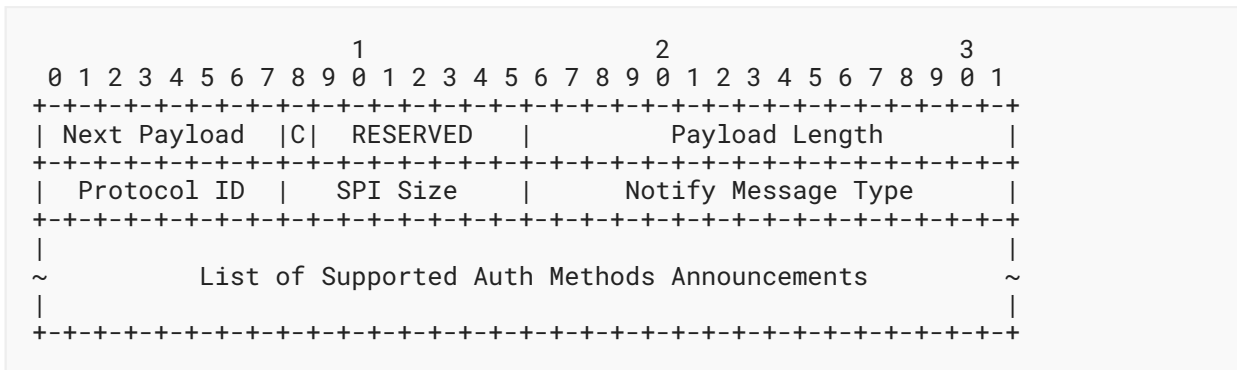 1                   2                   3
 0 1 2 3 4 5 6 7 8 9 0 1 2 3 4 5 6 7 8 9 0 1 2 3 4 5 6 7 8 9 0 1
+-+-+-+-+-+-+-+-+-+-+-+-+-+-+-+-+-+-+-+-+-+-+-+-+-+-+-+-+-+-+-+-+
| Next Payload  |C|  RESERVED   |         Payload Length        |
+-+-+-+-+-+-+-+-+-+-+-+-+-+-+-+-+-+-+-+-+-+-+-+-+-+-+-+-+-+-+-+-+
|  Protocol ID  |   SPI Size    |      Notify Message Type      |
+-+-+-+-+-+-+-+-+-+-+-+-+-+-+-+-+-+-+-+-+-+-+-+-+-+-+-+-+-+-+-+-+
|                                                               |
~          List of Supported Auth Methods Announcements         ~
|                                                               |
+-+-+-+-+-+-+-+-+-+-+-+-+-+-+-+-+-+-+-+-+-+-+-+-+-+-+-+-+-+-+-+-+